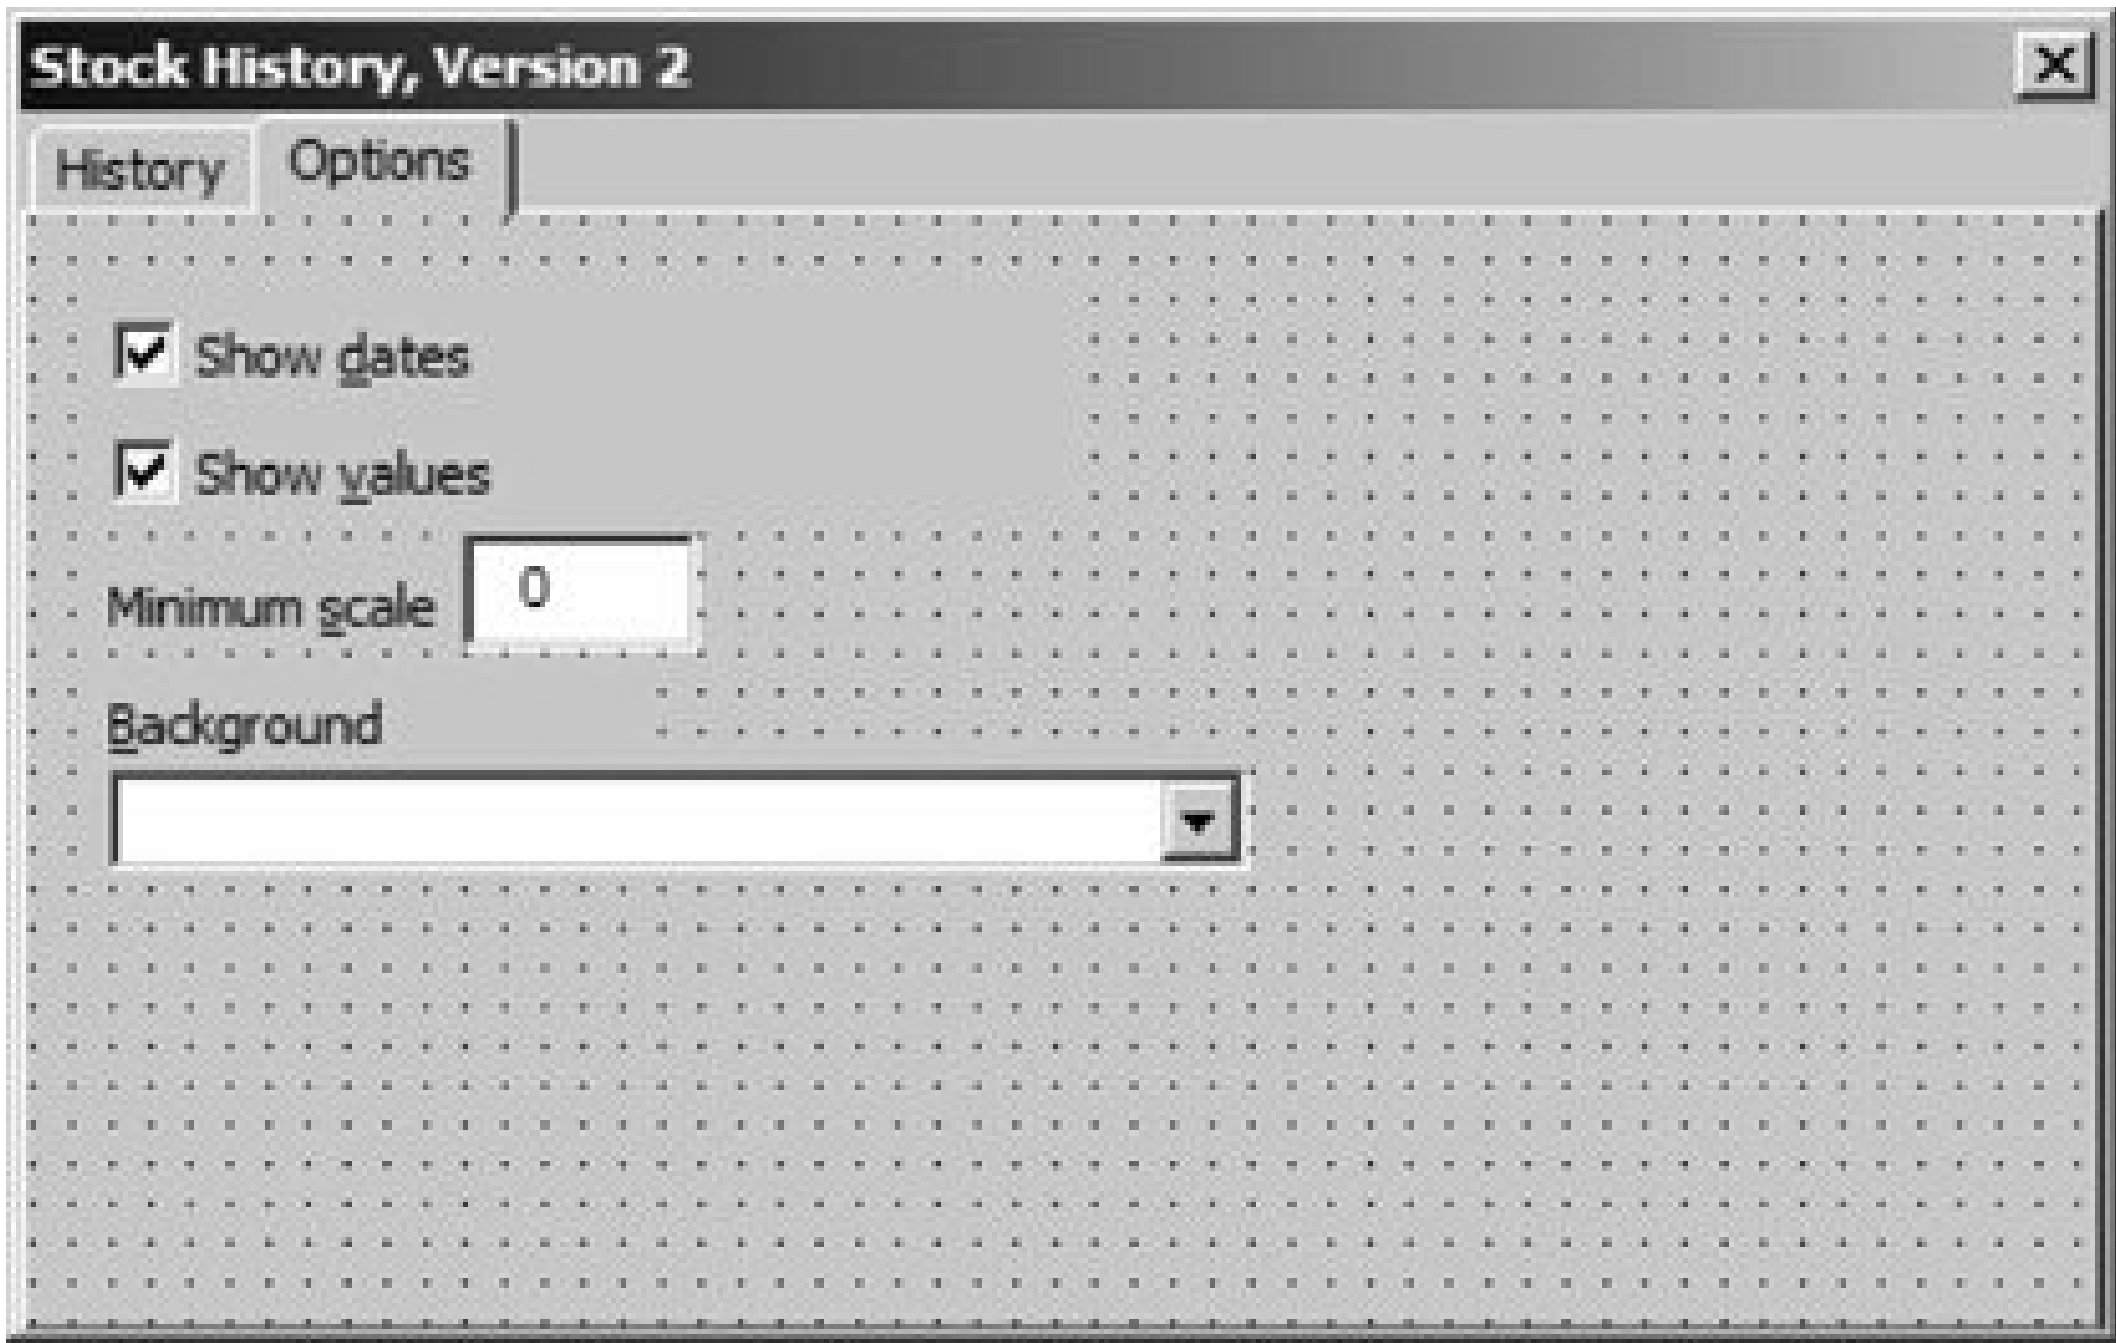 Stock History, Version 2
History Options
Show dates
Show values
Minimum scale 0
Background